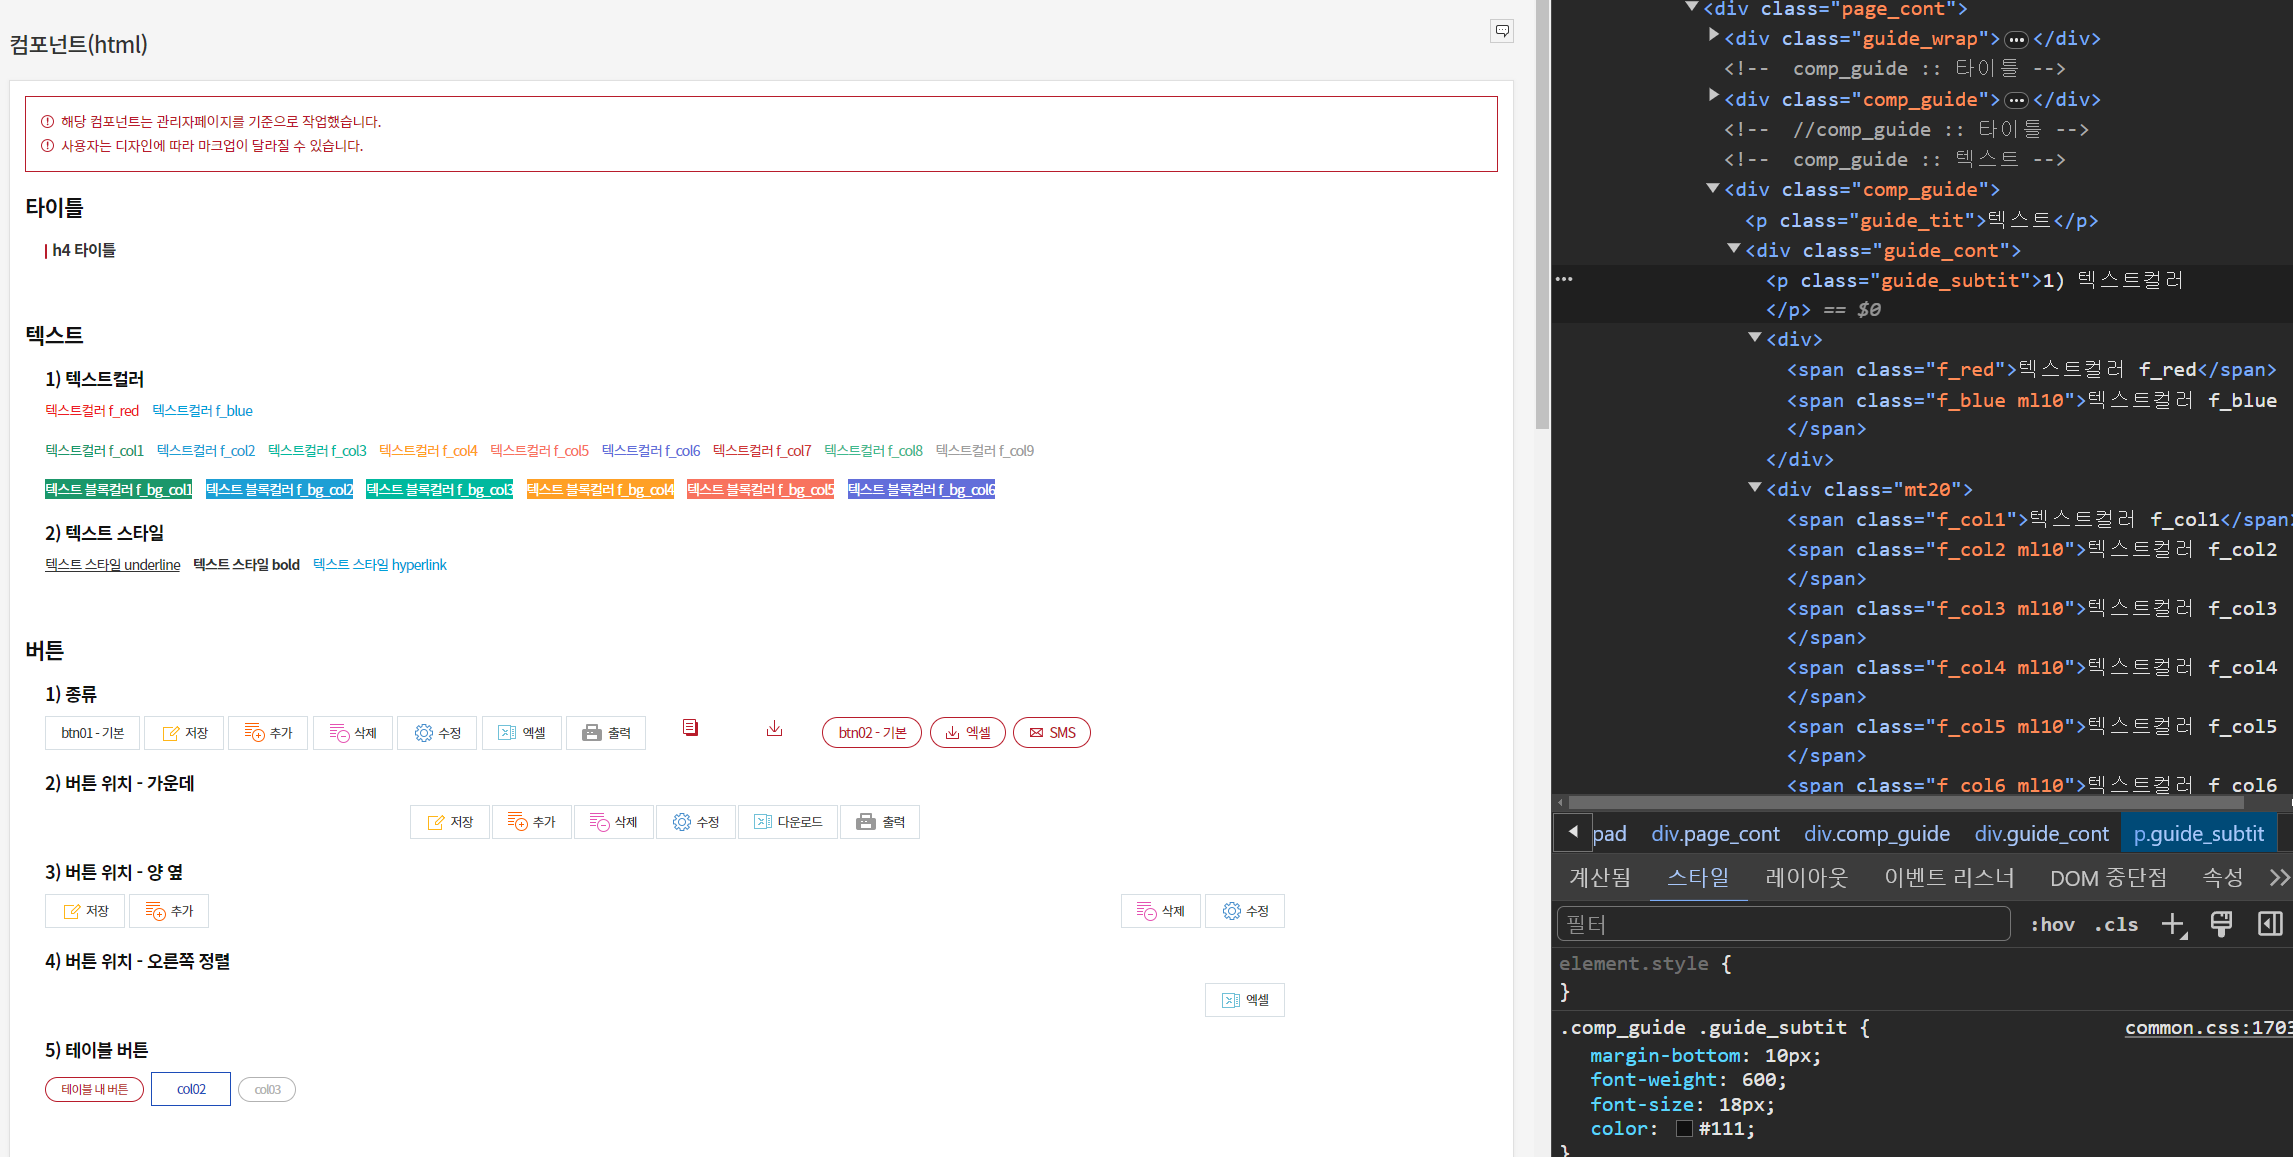 컴포넌트(html)
해당 컴포넌트는 관리자페이지를 기준으로 작업했습니다.
사용자는 디자인에 따라 마크업이 달라질 수 있습니다.
타이틀
h4 타이틀
텍스트
1) 텍스트컬러
텍스트컬러 f_red 텍스트컬러 f_blue
텍스트컬러 f_col1 텍스트컬러 f_col2 텍스트컬러 f_col3 텍스트컬러 f_col4 텍스트컬러 f_col5 텍스트컬러 f_col6 텍스트컬러 f_col7 텍스트컬러 f_col8 텍스트컬러 f_col9
텍스트 블록컬러 f_bg_col1 텍스트 블록컬러 f_bg_col2 텍스트 블록컬러 f_bg_col3 텍스트 블록컬러 f_bg_col4 텍스트 블록컬러 f_bg_col5 텍스트 블록컬러 f_bg_col6
2) 텍스트 스타일
텍스트 스타일 underline 텍스트 스타일 bold 텍스트 스타일 hyperlink
버튼
1) 종류
btn01 - 기본 저장 추가 삭제 수정 엑셀 출력 btn02 - 기본 엑셀 SMS
2) 버튼 위치 - 가운데
저장 추가 삭제 수정 다운로드 출력
3) 버튼 위치 - 양 옆
저장 추가 삭제 수정
4) 버튼 위치 - 오른쪽 정렬
엑셀
5) 테이블 버튼
테이블 내 버튼 col02 col03
<div class="page_cont">
<div class="guide_wrap">…</div>
<!--  comp_guide :: 타이틀 -->
<div class="comp_guide">…</div>
<!--  //comp_guide :: 타이틀 -->
<!--  comp_guide :: 텍스트 -->
<div class="comp_guide">
<p class="guide_tit">텍스트</p>
<div class="guide_cont">
<p class="guide_subtit">1) 텍스트컬러
</p> == $0
<div>
<span class="f_red">텍스트컬러 f_red</span>
<span class="f_blue ml10">텍스트컬러 f_blue
</span>
</div>
<div class="mt20">
<span class="f_col1">텍스트컬러 f_col1</span>
<span class="f_col2 ml10">텍스트컬러 f_col2
</span>
<span class="f_col3 ml10">텍스트컬러 f_col3
</span>
<span class="f_col4 ml10">텍스트컬러 f_col4
</span>
<span class="f_col5 ml10">텍스트컬러 f_col5
</span>
<span class="f_col6 ml10">텍스트컬러 f_col6
pad div.page_cont div.comp_guide div.guide_cont p.guide_subtit
계산됨 스타일 레이아웃 이벤트 리스너 DOM 중단점 속성
필터 :hov .cls
element.style {
}
.comp_guide .guide_subtit { common.css:1703
margin-bottom: 10px;
font-weight: 600;
font-size: 18px;
color: #111;
}